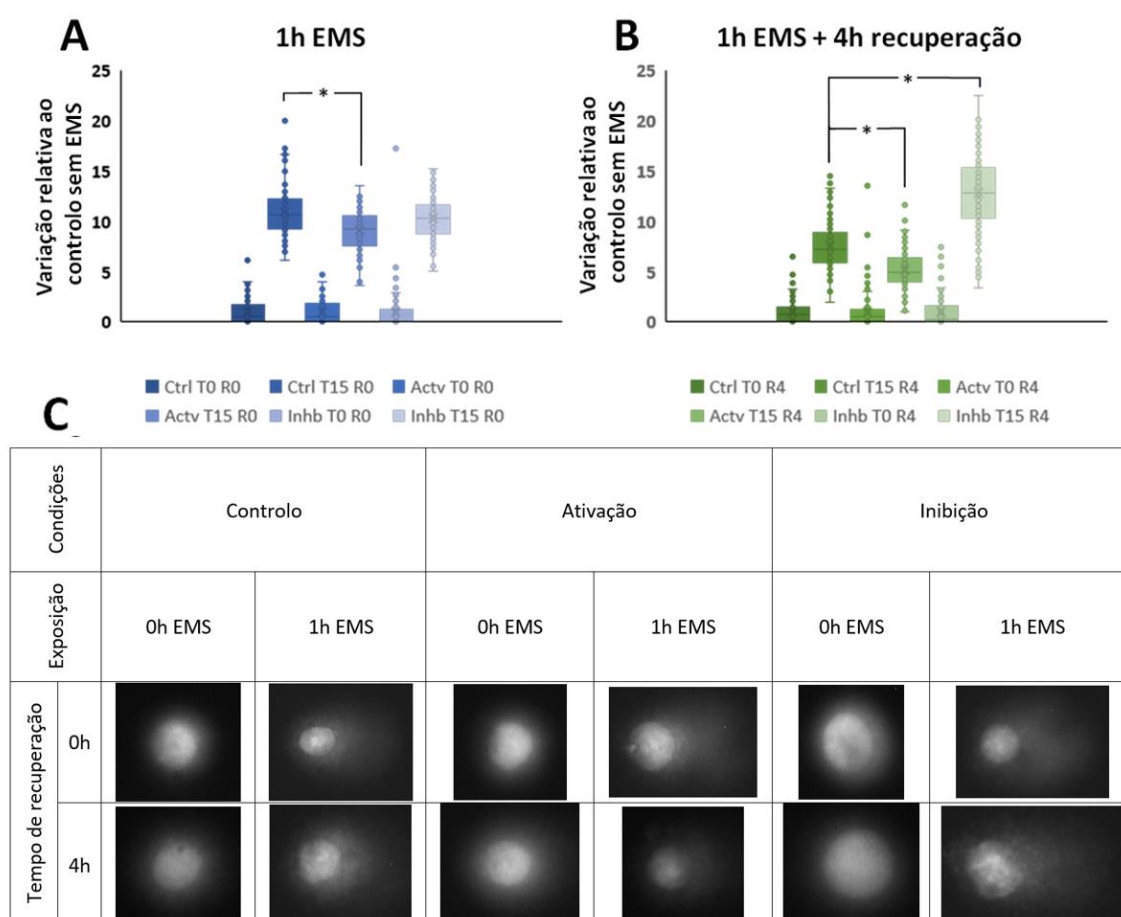 A
1h EMS
Variação relativa ao
controlo sem EMS
25
20
15
10
5
0
*
Ctrl T0 R0
Ctrl T15 R0
Actv T0 R0
Actv T15 R0
Inhb T0 R0
Inhb T15 R0
B
1h EMS + 4h recuperação
Variação relativa ao
controlo sem EMS
25
20
15
10
5
0
*
*
Ctrl T0 R4
Ctrl T15 R4
Actv T0 R4
Actv T15 R4
Inhb T0 R4
Inhb T15 R4
C
Condições
Controlo
Ativação
Inibição
Exposição
0h EMS
1h EMS
0h EMS
1h EMS
0h EMS
1h EMS
Tempo de recuperação
0h
4h